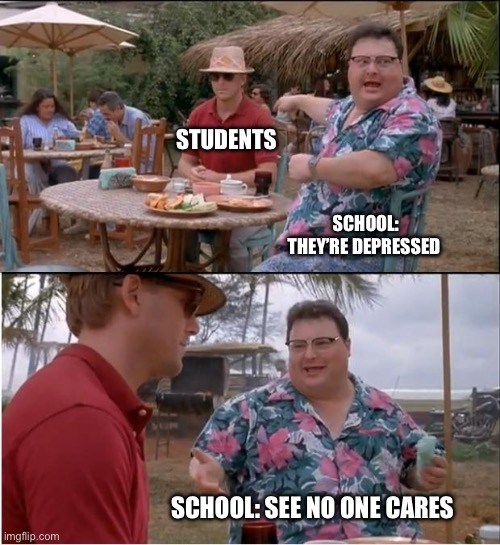 STUDENTS
SCHOOL:
THEY'RE DEPRESSED
SCHOOL: SEE NO ONE CARES
imgflip.com